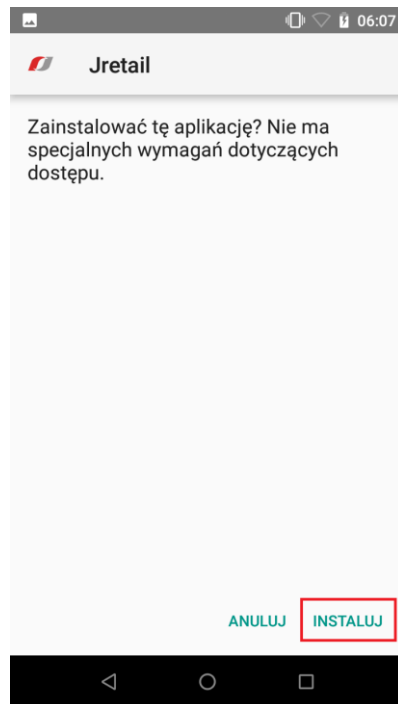 06:07
Jretail
Zainstalować tę aplikację? Nie ma
specjalnych wymagań dotyczących
dostępu.
ANULUJ INSTALUJ